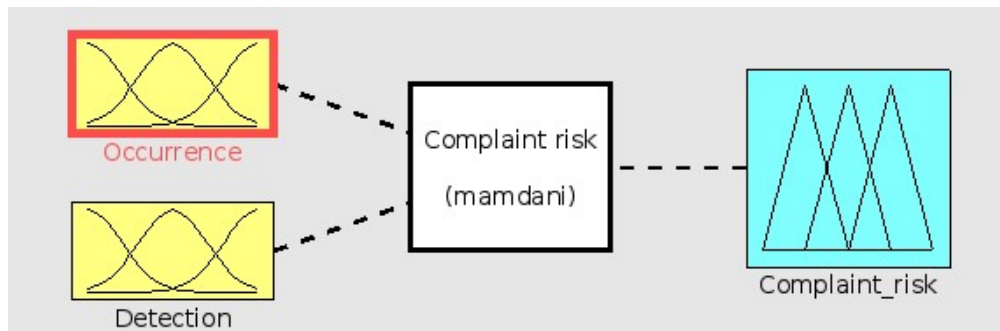 Occurrence
Complaint risk
(mamdani)
Complaint_risk
Detection